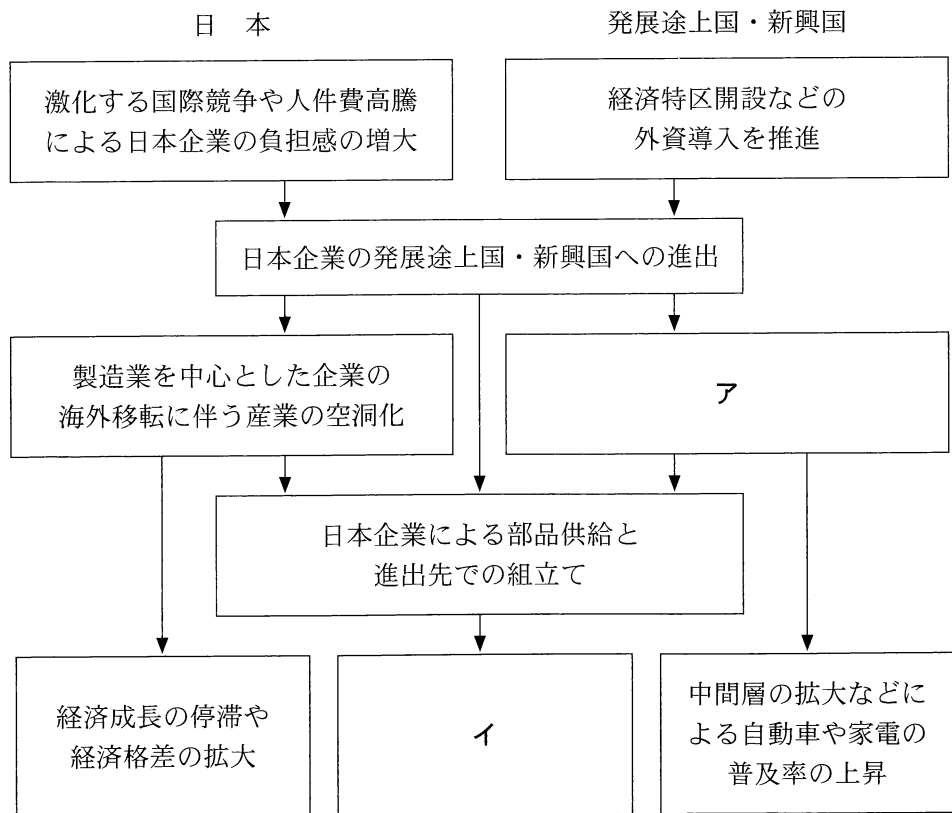 日　本
発展途上国・新興国
激化する国際競争や人件費高騰
による日本企業の負担感の増大
経済特区開設などの
外資導入を推進
日本企業の発展途上国・新興国への進出
製造業を中心とした企業の
海外移転に伴う産業の空洞化
ア
日本企業による部品供給と
進出先での組立て
経済成長の停滞や
経済格差の拡大
イ
中間層の拡大などに
よる自動車や家電の
普及率の上昇